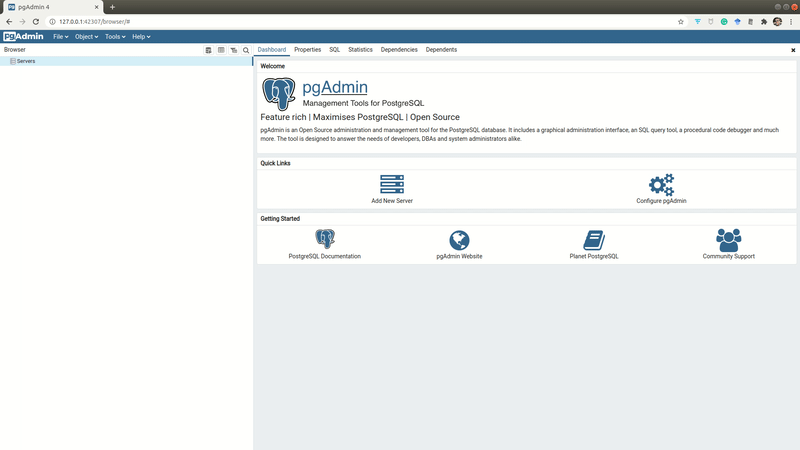 pgAdmin 4
127.0.0.1:42307/browser/#
pgAdmin File Object Tools Help
Browser
Dashboard Properties SQL Statistics Dependencies Dependents
Servers
Welcome
pgAdmin
Management Tools for PostgreSQL
Feature rich | Maximises PostgreSQL | Open Source
pgAdmin is an Open Source administration and management tool for the PostgreSQL database. It includes a graphical administration interface, an SQL query tool, a procedural code debugger and much
more. The tool is designed to answer the needs of developers, DBAs and system administrators alike.
Quick Links
Add New Server Configure pgAdmin
Getting Started
PostgreSQL Documentation pgAdmin Website Planet PostgreSQL Community Support